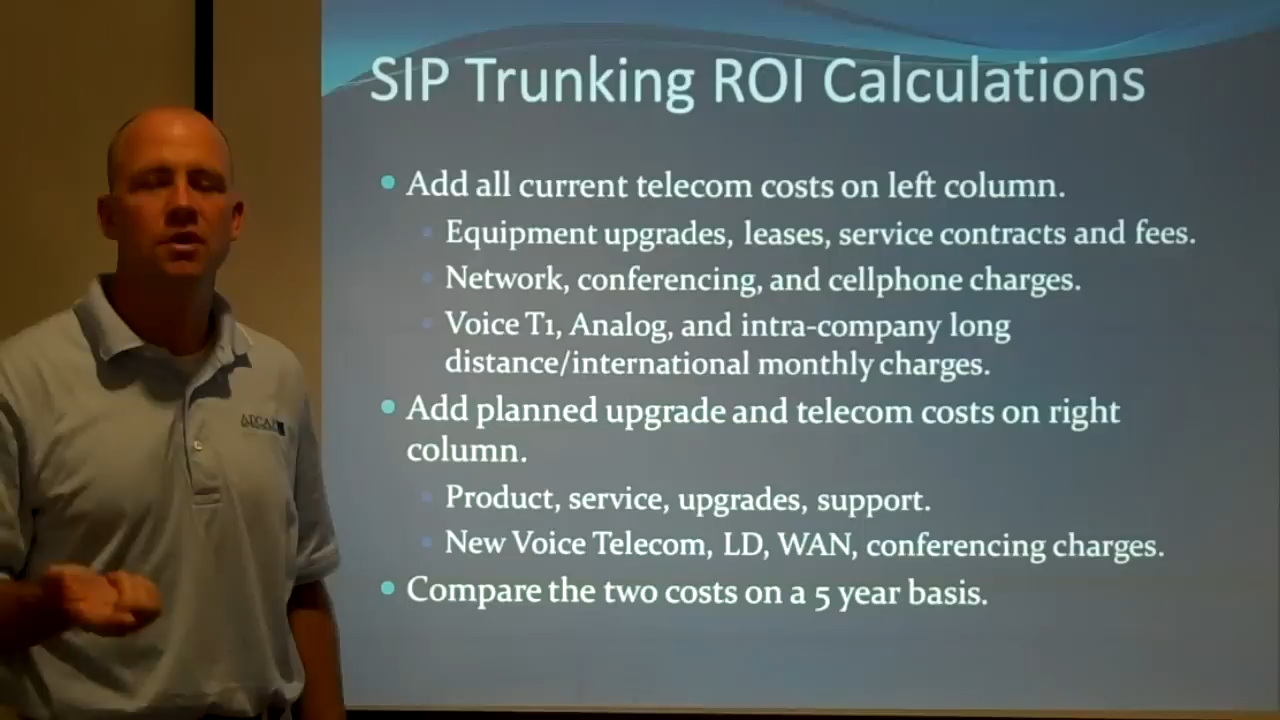 SIP Trunking ROI Calculations
Add all current telecom costs on left column.
Equipment upgrades, leases, service contracts and fees.
Network, conferencing, and cellphone charges.
Voice T1, Analog, and intra-company long
distance/international monthly charges.
Add planned upgrade and telecom costs on right
column.
Product, service, upgrades, support.
New Voice Telecom, LD, WAN, conferencing charges.
Compare the two costs on a 5 year basis.